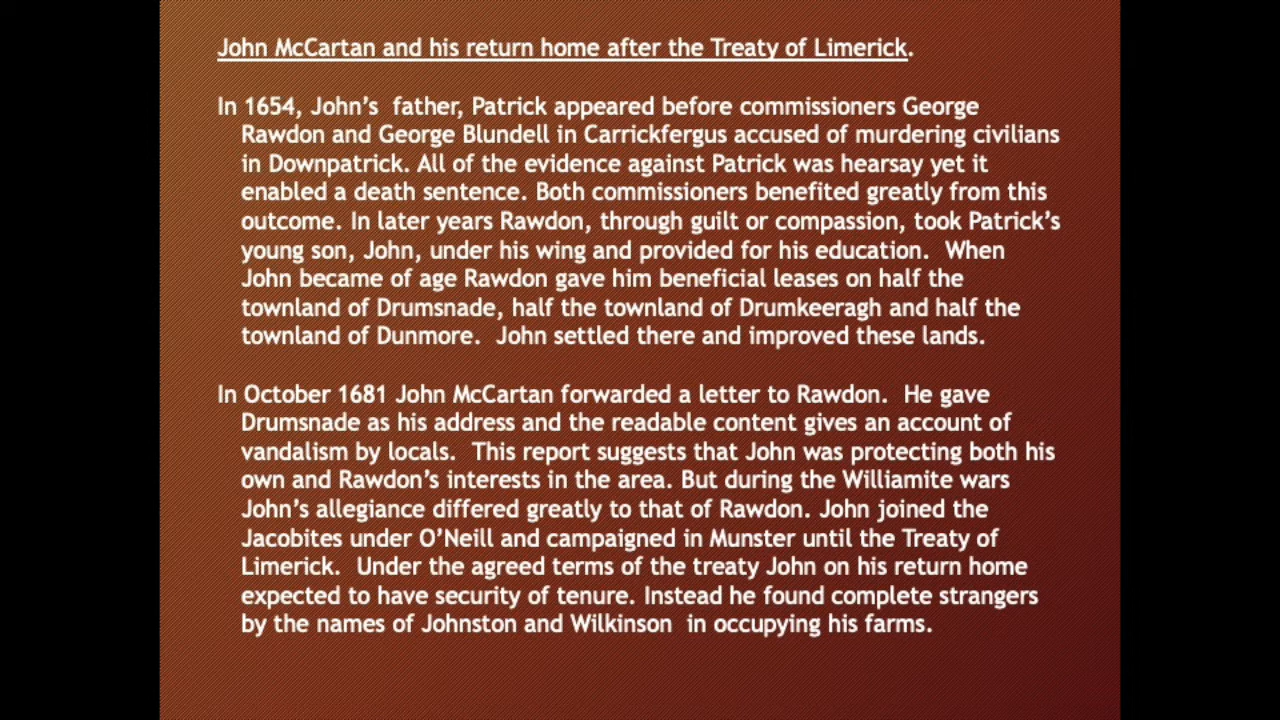 John McCartan and his return home after the Treaty of Limerick.
In 1654, John’s  father, Patrick appeared before commissioners George
Rawdon and George Blundell in Carrickfergus accused of murdering civilians
in Downpatrick. All of the evidence against Patrick was hearsay yet it
enabled a death sentence. Both commissioners benefited greatly from this
outcome. In later years Rawdon, through guilt or compassion, took Patrick’s
young son, John, under his wing and provided for his education.  When
John became of age Rawdon gave him beneficial leases on half the
townland of Drumsnade, half the townland of Drumkeeragh and half the
townland of Dunmore.  John settled there and improved these lands.
In October 1681 John McCartan forwarded a letter to Rawdon.  He gave
Drumsnade as his address and the readable content gives an account of
vandalism by locals.  This report suggests that John was protecting both his
own and Rawdon’s interests in the area. But during the Williamite wars
John’s allegiance differed greatly to that of Rawdon. John joined the
Jacobites under O’Neill and campaigned in Munster until the Treaty of
Limerick.  Under the agreed terms of the treaty John on his return home
expected to have security of tenure. Instead he found complete strangers
by the names of Johnston and Wilkinson  in occupying his farms.